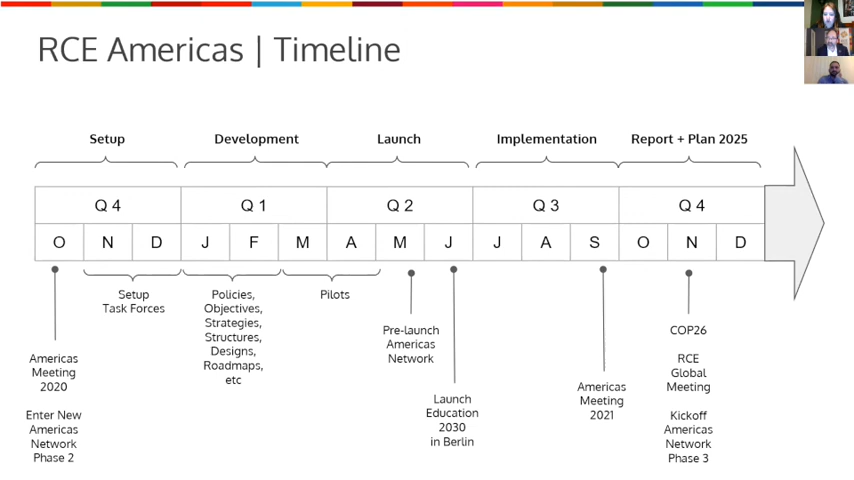 RCE Americas | Timeline
Setup
Development
Launch
Implementation
Report + Plan 2025
Q 4
Q 1
Q 2
Q 3
Q 4
O N D J F M A M J J A S O N D
Setup
Task Forces
Policies,
Objectives,
Strategies,
Structures,
Designs,
Roadmaps,
etc
Pilots
Pre-launch
Americas
Network
COP26
RCE
Global
Meeting
Kickoff
Americas
Network
Phase 3
Americas
Meeting
2020
Enter New
Americas
Network
Phase 2
Launch
Education
2030
in Berlin
Americas
Meeting
2021